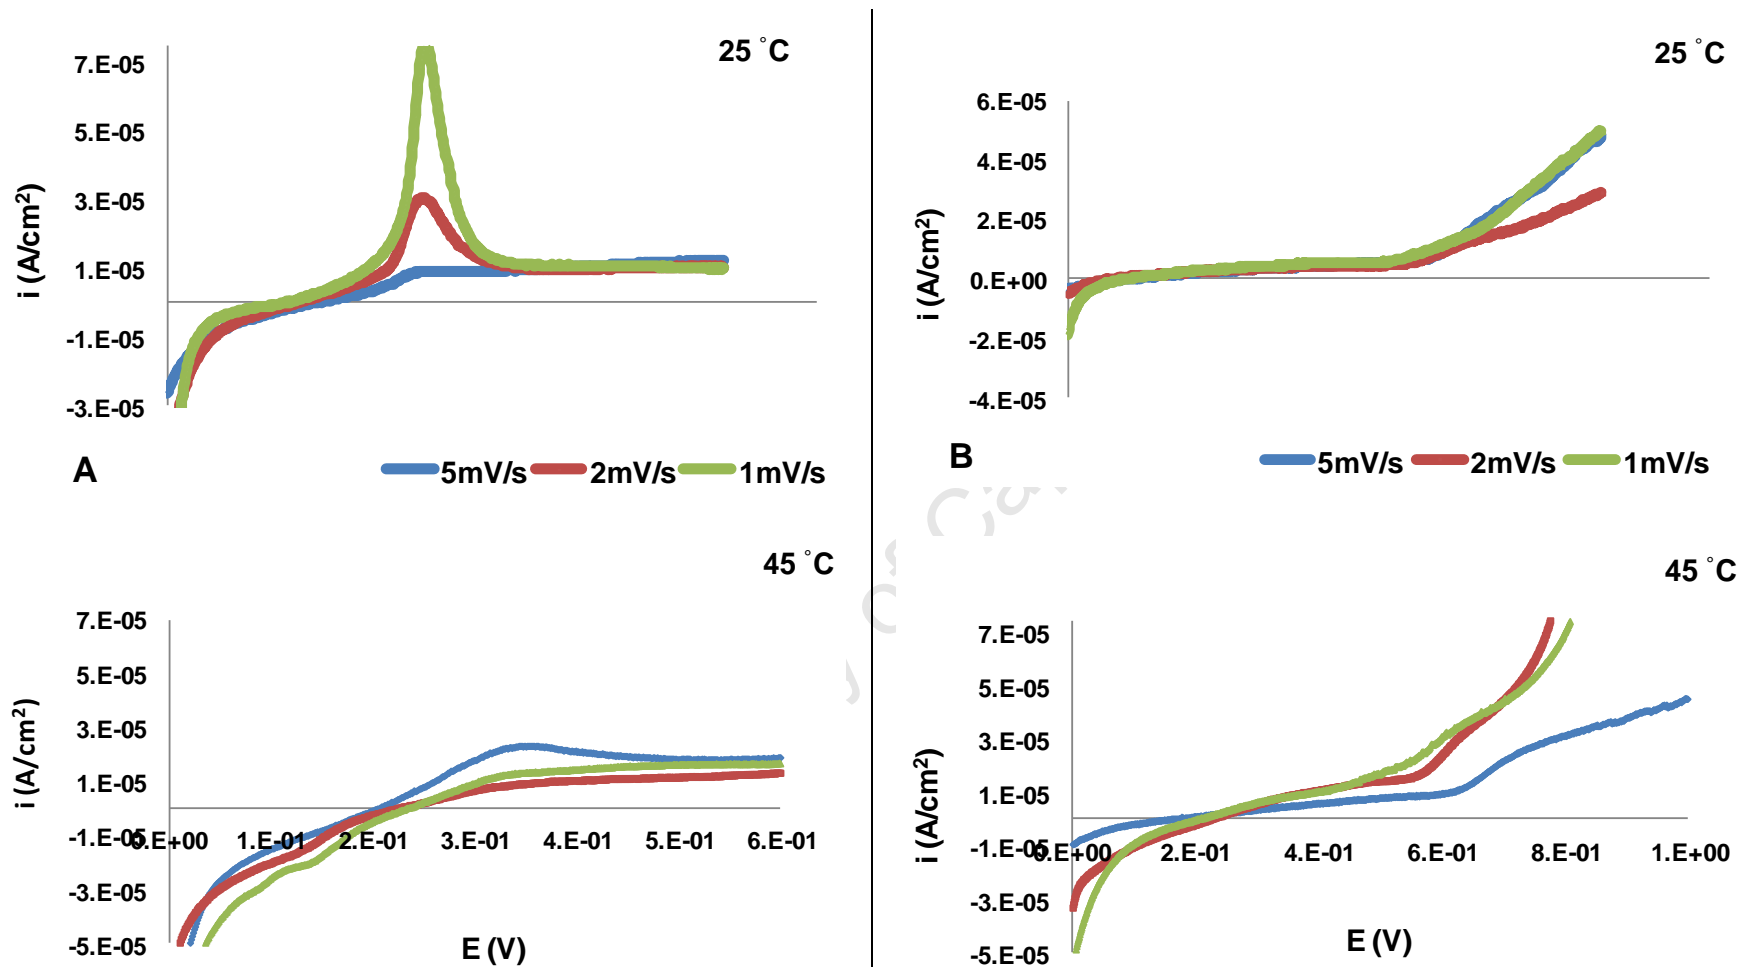 25 °C
7.E-05
5.E-05
3.E-05
1.E-05
-1.E-05
-3.E-05
i (A/cm²)
A
5mV/s 2mV/s 1mV/s
25 °C
6.E-05
4.E-05
2.E-05
0.E+00
-2.E-05
-4.E-05
i (A/cm²)
B
5mV/s 2mV/s 1mV/s
45 °C
7.E-05
5.E-05
3.E-05
1.E-05
-1.E-05
-3.E-05
-5.E-05
0.E+00 1.E-01 2.E-01 3.E-01 4.E-01 5.E-01 6.E-01
i (A/cm²)
E (V)
45 °C
7.E-05
5.E-05
3.E-05
1.E-05
-1.E-05
-3.E-05
-5.E-05
0.E+00 2.E-01 4.E-01 6.E-01 8.E-01 1.E+00
i (A/cm²)
E (V)